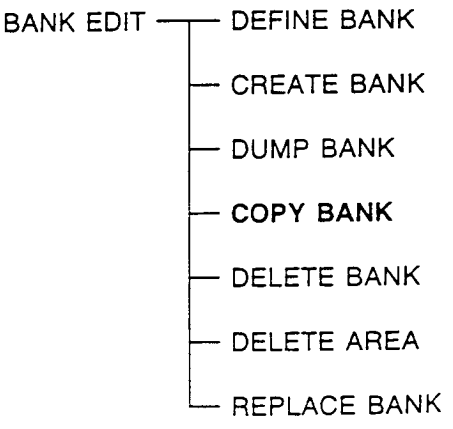 BANK EDIT DEFINE BANK
CREATE BANK
DUMP BANK
COPY BANK
DELETE BANK
DELETE AREA
REPLACE BANK